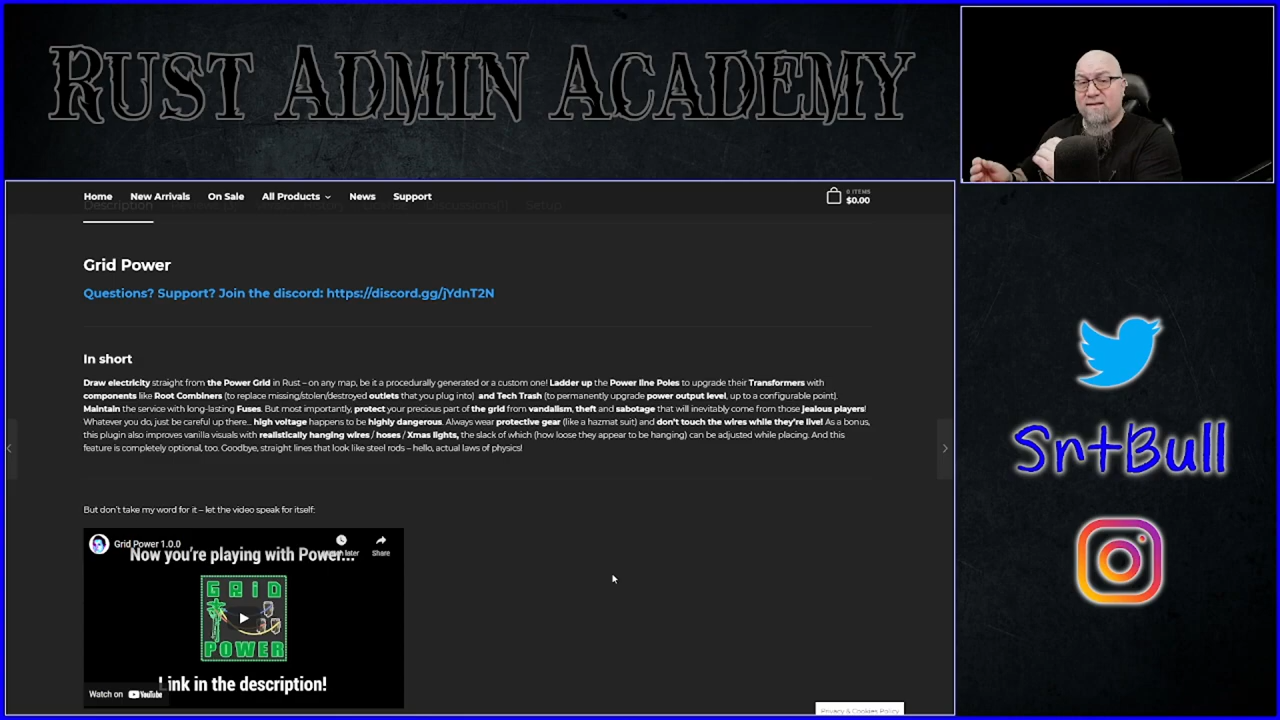 RUST ADMIN ACADEMY
Home New Arrivals On Sale All Products News Support
0 ITEMS
$0.00
Description Discussions Setup
Grid Power
Questions? Support? Join the discord: https://discord.gg/jYdnT2N
In short
Draw electricity straight from the Power Grid in Rust – on any map, be it a procedurally generated or a custom one! Ladder up the Power line Poles to upgrade their Transformers with
components like Root Combiners (to replace missing/stolen/destroyed outlets that you plug into) and Tech Trash (to permanently upgrade power output level, up to a configurable point).
Maintain the service with long-lasting Fuses. But most importantly, protect your precious part of the grid from vandalism, theft and sabotage that will inevitably come from those jealous players!
Whatever you do, just be careful up there... high voltage happens to be highly dangerous. Always wear protective gear (like a hazmat suit) and don't touch the wires while they're live! As a bonus,
this plugin also improves vanilla visuals with realistically hanging wires / hoses / Xmas lights, the slack of which (how loose they appear to be hanging) can be adjusted while placing. And this
feature is completely optional, too. Goodbye, straight lines that look like steel rods – hello, actual laws of physics!
But don't take my word for it – let the video speak for itself:
Grid Power 1.0.0
Watch later Share
Now you're playing with Power...
GRID
POWER
Link in the description!
Watch on YouTube
Privacy & Cookies Policy
SntBull